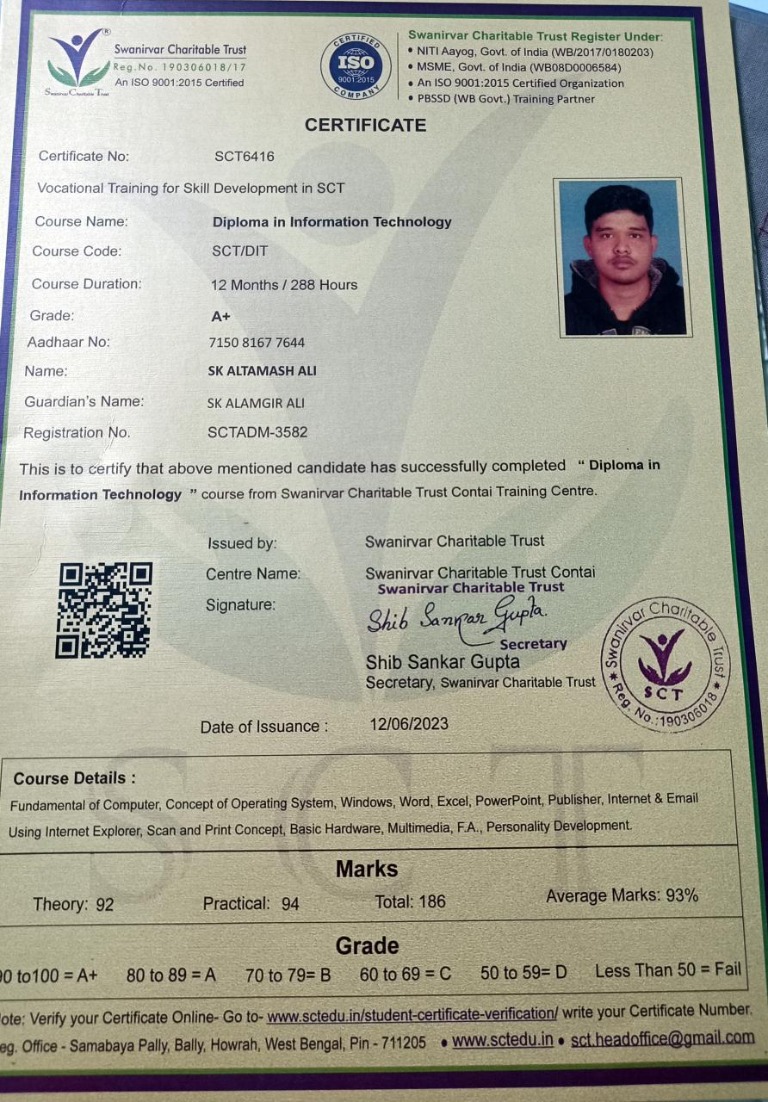 Swanirvar Charitable Trust
Reg.No. 190306018/17
An ISO 9001:2015 Certified
Swanirvar Charitable Trust
CERTIFIED
ISO
9001:2015
COMPANY
Swanirvar Charitable Trust Register Under:
• NITI Aayog, Govt. of India (WB/2017/0180203)
• MSME, Govt. of India (WB08D0006584)
• An ISO 9001:2015 Certified Organization
• PBSSD (WB Govt.) Training Partner
CERTIFICATE
Certificate No: SCT6416
Vocational Training for Skill Development in SCT
Course Name: Diploma in Information Technology
Course Code: SCT/DIT
Course Duration: 12 Months / 288 Hours
Grade: A+
Aadhaar No: 7150 8167 7644
Name: SK ALTAMASH ALI
Guardian's Name: SK ALAMGIR ALI
Registration No. SCTADM-3582
This is to certify that above mentioned candidate has successfully completed “ Diploma in
Information Technology ” course from Swanirvar Charitable Trust Contai Training Centre.
Issued by: Swanirvar Charitable Trust
Centre Name: Swanirvar Charitable Trust Contai
Swanirvar Charitable Trust
Signature: Shib Sankar Gupta.
Secretary
Shib Sankar Gupta
Secretary, Swanirvar Charitable Trust
Swanirvar Charitable Trust
SCT
Reg. No.:190306018
Date of Issuance : 12/06/2023
SCT
Course Details :
Fundamental of Computer, Concept of Operating System, Windows, Word, Excel, PowerPoint, Publisher, Internet & Email
Using Internet Explorer, Scan and Print Concept, Basic Hardware, Multimedia, F.A., Personality Development.
Marks
Theory: 92 Practical: 94 Total: 186 Average Marks: 93%
Grade
90 to100 = A+ 80 to 89 = A 70 to 79= B 60 to 69 = C 50 to 59= D Less Than 50 = Fail
ote: Verify your Certificate Online- Go to- www.sctedu.in/student-certificate-verification/ write your Certificate Number.
eg. Office - Samabaya Pally, Bally, Howrah, West Bengal, Pin - 711205 • www.sctedu.in • sct.headoffice@gmail.com